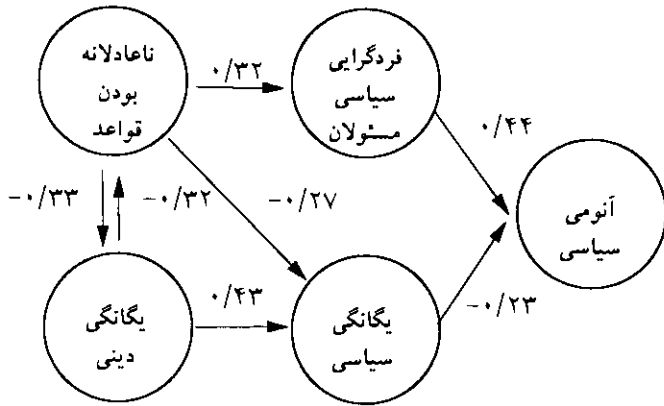 ناعادلانه
بودن
قواعد
۰/۳۲
فردگرایی
سیاسی
مسئولان
۰/۴۴
آنومی
سیاسی
-۰/۳۳
-۰/۳۲
-۰/۲۷
یگانگی
دینی
۰/۴۳
یگانگی
سیاسی
-۰/۲۳